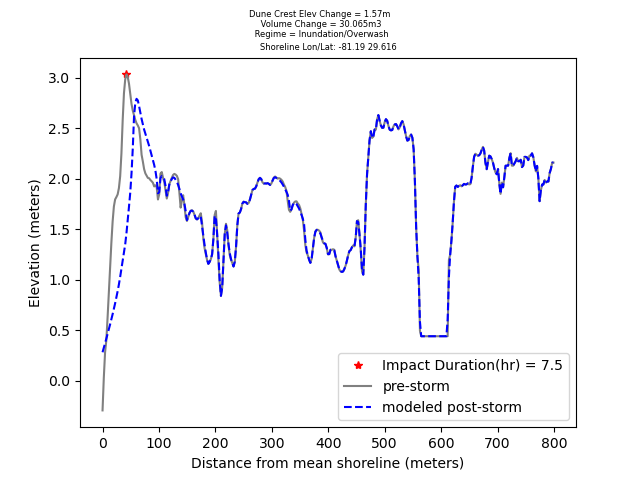 Dune Crest Elev Change = 1.57m
Volume Change = 30.065m3
Regime = Inundation/Overwash
Shoreline Lon/Lat: -81.19 29.616
3.0
2.5
2.0
1.5
1.0
0.5
0.0
Elevation (meters)
Impact Duration(hr) = 7.5
pre-storm
modeled post-storm
0 100 200 300 400 500 600 700 800
Distance from mean shoreline (meters)